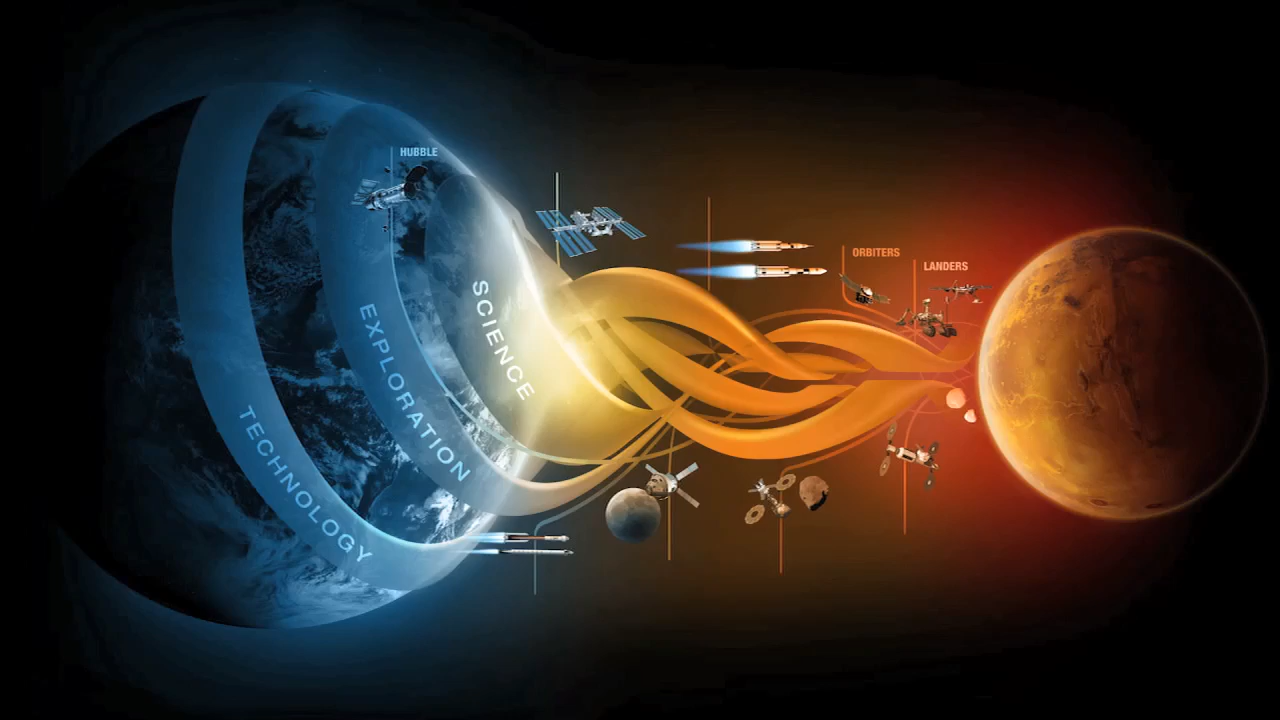 HUBBLE
ORBITERS
LANDERS
SCIENCE
EXPLORATION
TECHNOLOGY